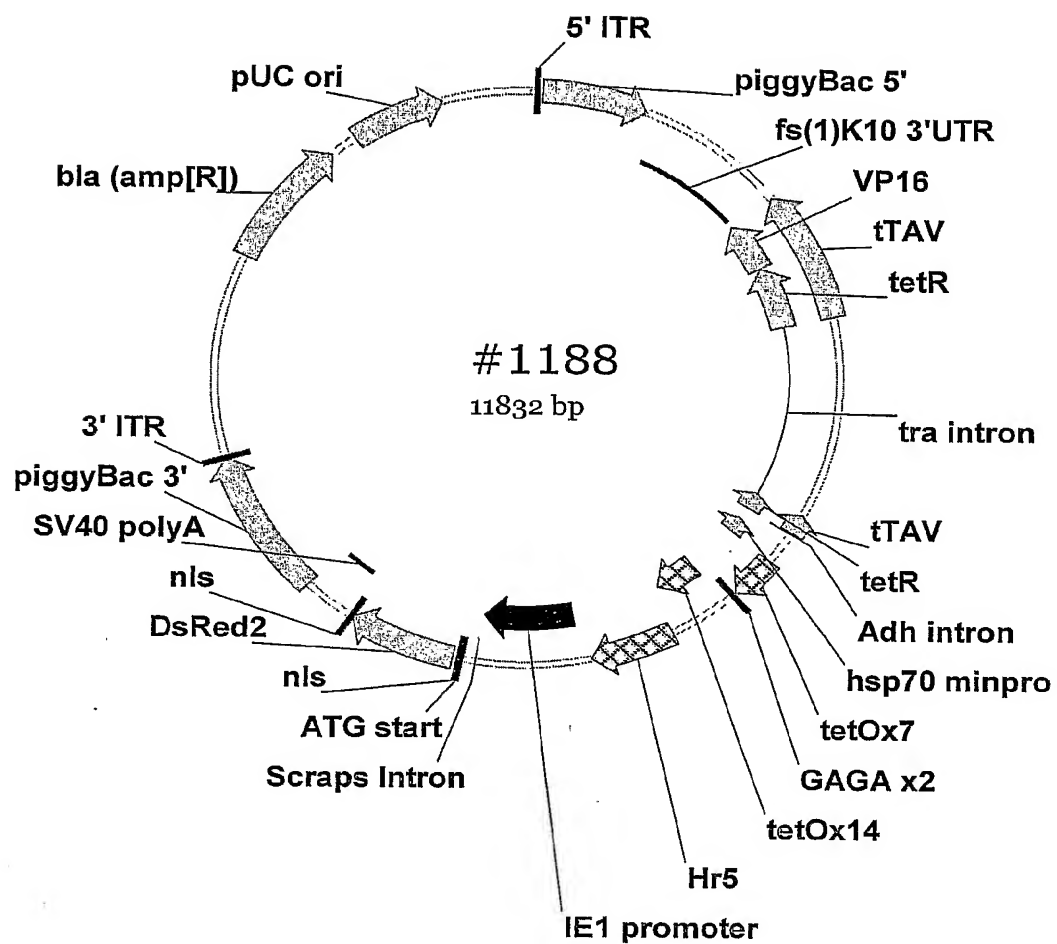 5' ITR
pUC ori
piggyBac 5'
fs(1)K10 3'UTR
bla (amp[R])
VP16
tTAV
tetR
#1188
11832 bp
3' ITR
tra intron
piggyBac 3'
SV40 polyA
tTAV
nls
tetR
DsRed2
Adh intron
nls
hsp70 minpro
ATG start
tetOx7
Scraps Intron
GAGA x2
tetOx14
Hr5
IE1 promoter